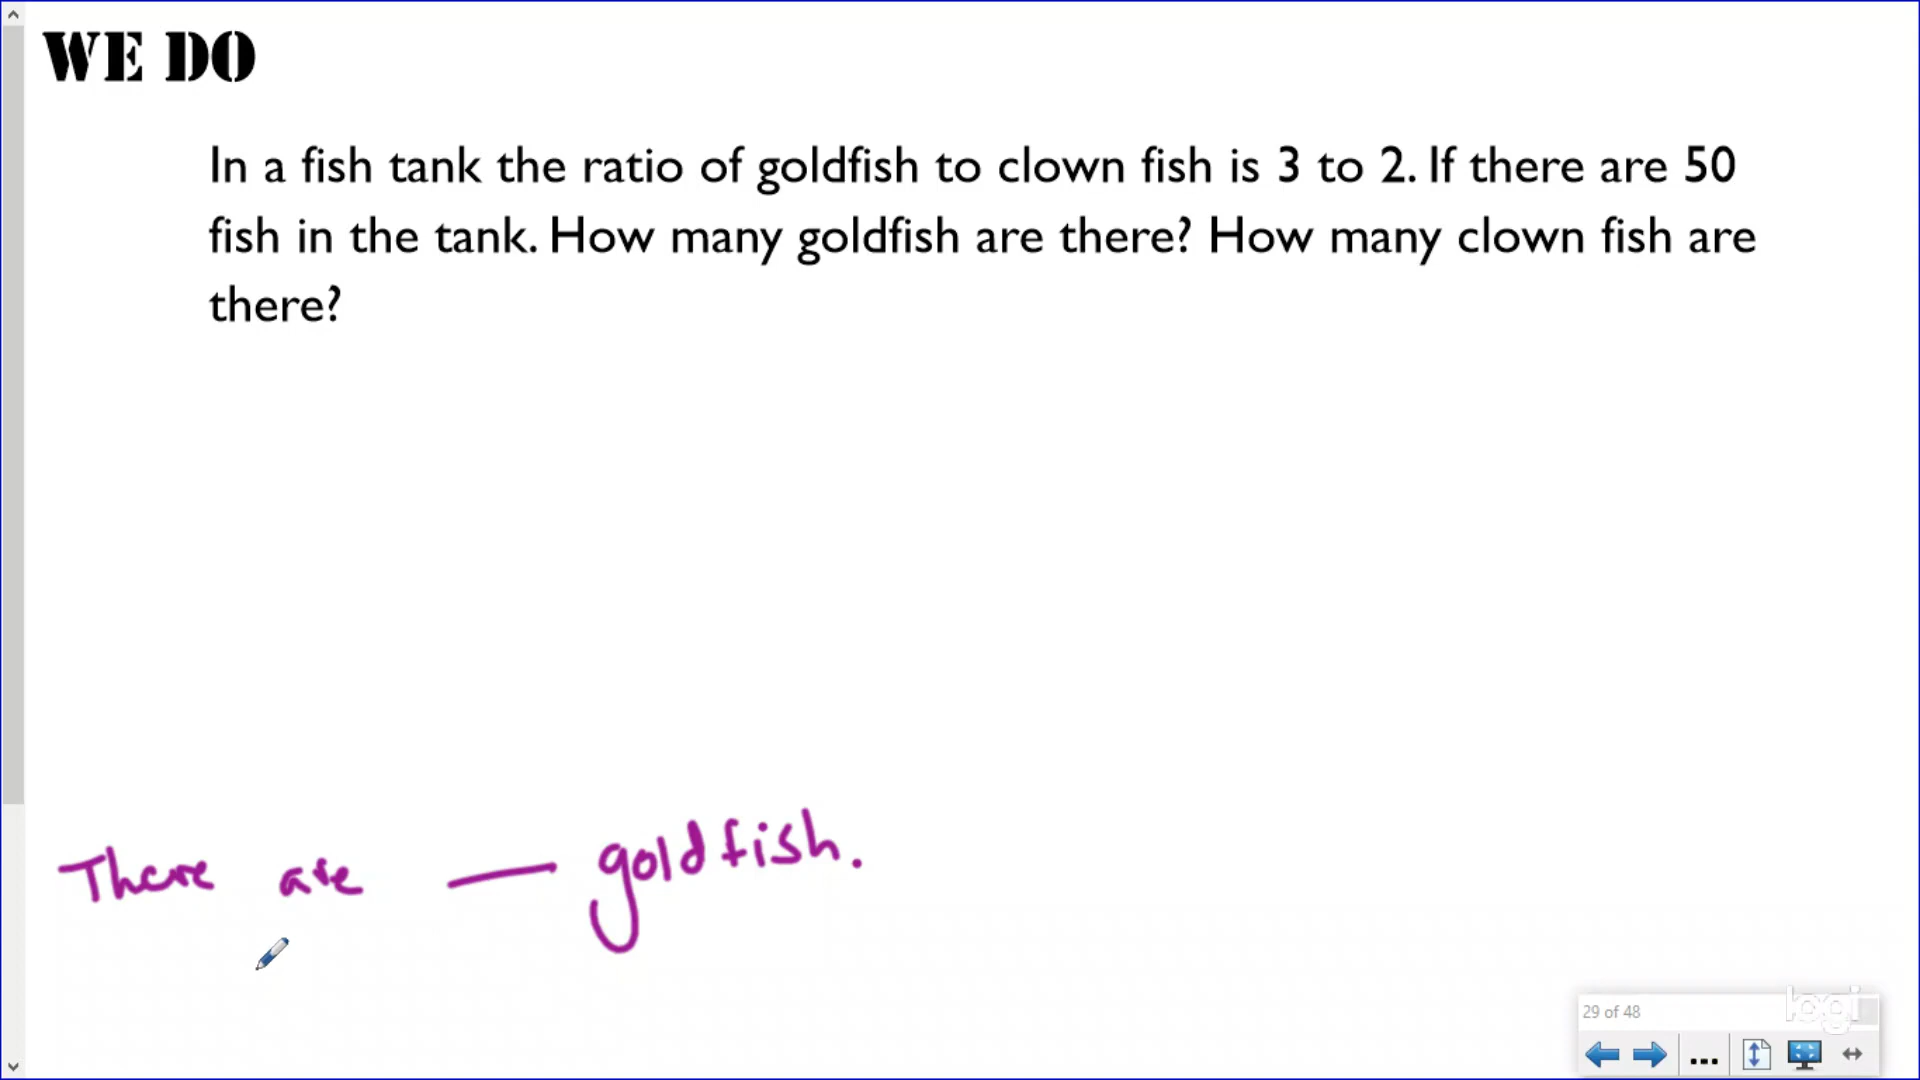 WE DO
In a fish tank the ratio of goldfish to clown fish is 3 to 2. If there are 50
fish in the tank. How many goldfish are there? How many clown fish are
there?
There are — goldfish.
29 of 48
logi